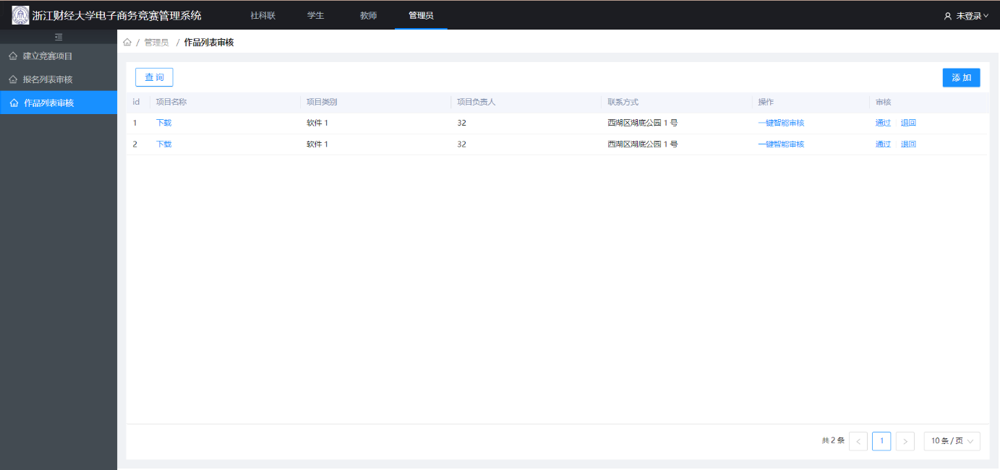 浙江财经大学电子商务竞赛管理系统 社科联 学生 教师 管理员 未登录
建立竞赛项目
报名列表审核
作品列表审核
/ 管理员 / 作品列表审核
查 询 添 加
id 项目名称 项目类别 项目负责人 联系方式 操作 审核
1 下载 软件 1 32 西湖区湖底公园 1 号 一键智能审核 通过 退回
2 下载 软件 1 32 西湖区湖底公园 1 号 一键智能审核 通过 退回
共 2 条 < 1 > 10 条 / 页